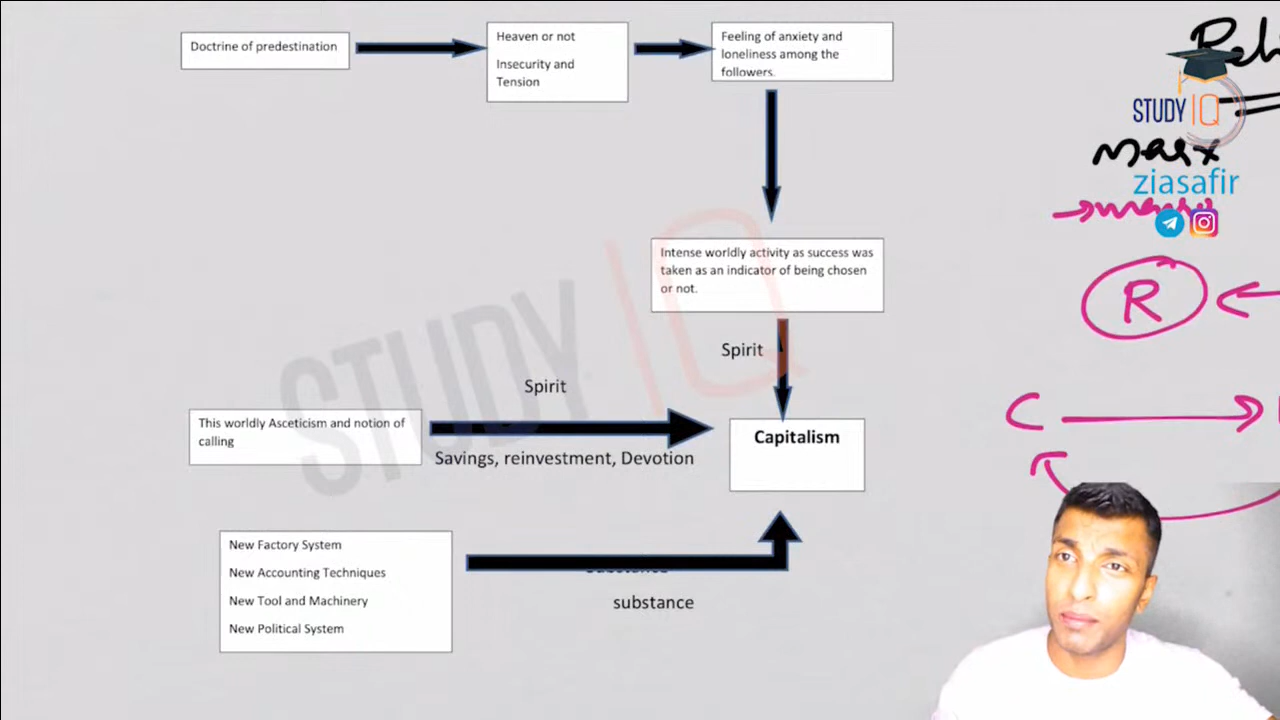 Doctrine of predestination
Heaven or not
Insecurity and
Tension
Feeling of anxiety and
loneliness among the
followers.
Intense worldly activity as success was
taken as an indicator of being chosen
or not.
Spirit
Spirit
This worldly Asceticism and notion of
calling
Savings, reinvestment, Devotion
Capitalism
New Factory System
New Accounting Techniques
New Tool and Machinery
New Political System
substance
STUDY IQ
STUDY IQ
Marx
ziasafir
R
C